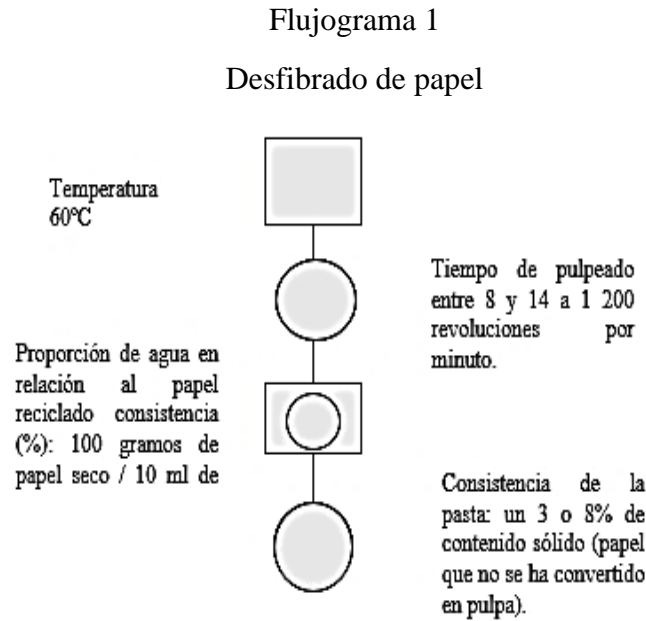 Flujograma 1
Desfibrado de papel
Temperatura
60ºC
Tiempo de pulpeado
entre 8 y 14 a 1 200
revoluciones por
minuto.
Proporción de agua en
relación al papel
reciclado consistencia
(%): 100 gramos de
papel seco / 10 ml de
Consistencia de la
pasta: un 3 o 8% de
contenido sólido (papel
que no se ha convertido
en pulpa).